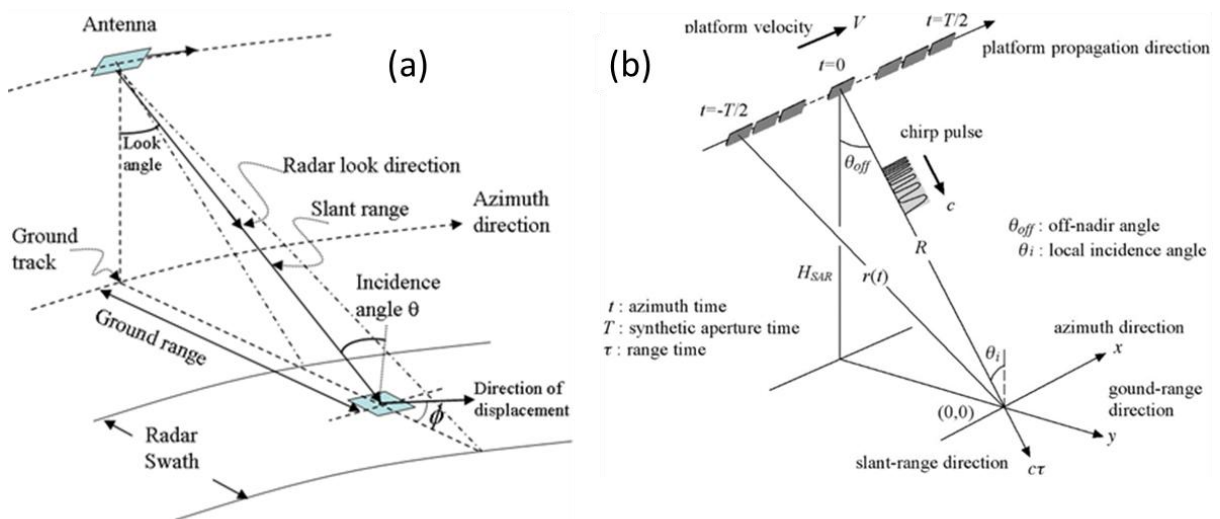 Antenna
(a)
Look
angle
Radar look direction
Slant range
Azimuth
direction
Ground
track
Incidence
angle θ
Ground range
Direction of
displacement
ϕ
Radar
Swath
(b)
platform velocity
V
t=T/2
platform propagation direction
t=0
t=-T/2
chirp pulse
θoff
c
θoff : off-nadir angle
θi : local incidence angle
R
HSAR
r(t)
t : azimuth time
T : synthetic aperture time
τ : range time
azimuth direction
x
θi
gound-range
direction
(0,0)
y
slant-range direction
cτ